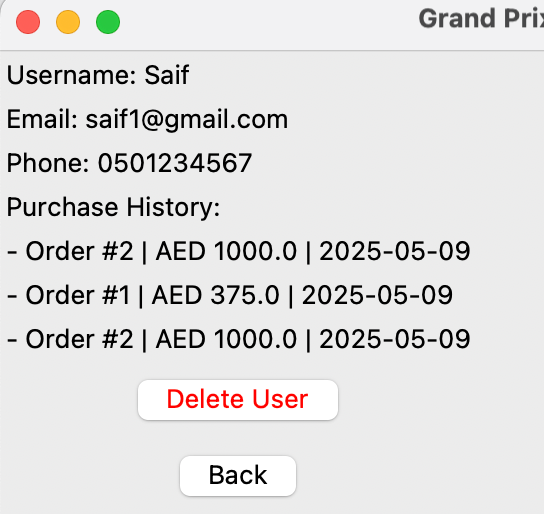 Grand Prix
Username: Saif
Email: saif1@gmail.com
Phone: 0501234567
Purchase History:
- Order #2 | AED 1000.0 | 2025-05-09
- Order #1 | AED 375.0 | 2025-05-09
- Order #2 | AED 1000.0 | 2025-05-09
Delete User
Back